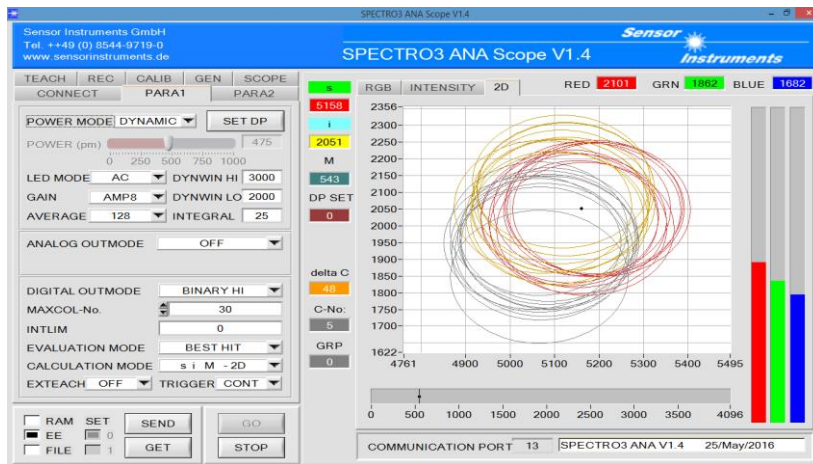 SPECTRO3 ANA Scope V1.4
Sensor Instruments GmbH
Tel. ++49 (0) 8544-9719-0
www.sensorinstruments.de
SPECTRO3 ANA Scope V1.4
Sensor
Instruments
TEACH REC CALIB GEN SCOPE
CONNECT PARA1 PARA2
POWER MODE DYNAMIC SET DP
POWER (pm) 475
0 250 500 750 1000
LED MODE AC DYNWIN HI 3000
GAIN AMP8 DYNWIN LO 2000
AVERAGE 128 INTEGRAL 25
ANALOG OUTMODE OFF
DIGITAL OUTMODE BINARY HI
MAXCOL-No. 30
INTLIM 0
EVALUATION MODE BEST HIT
CALCULATION MODE s i M - 2D
EXTEACH OFF TRIGGER CONT
RAM SET SEND GO
EE 0
FILE 1 GET STOP
s
5158
i
2051
M
543
DP SET
0
delta C
48
C-No:
5
GRP
0
RGB INTENSITY 2D RED 2101 GRN 1862 BLUE 1682
2356
2300
2250
2200
2150
2100
2050
2000
1950
1900
1850
1800
1750
1700
1622
4761 4900 5000 5100 5200 5300 5400 5495
0 500 1000 1500 2000 2500 3000 3500 4096
COMMUNICATION PORT 13 SPECTRO3 ANA V1.4 25/May/2016